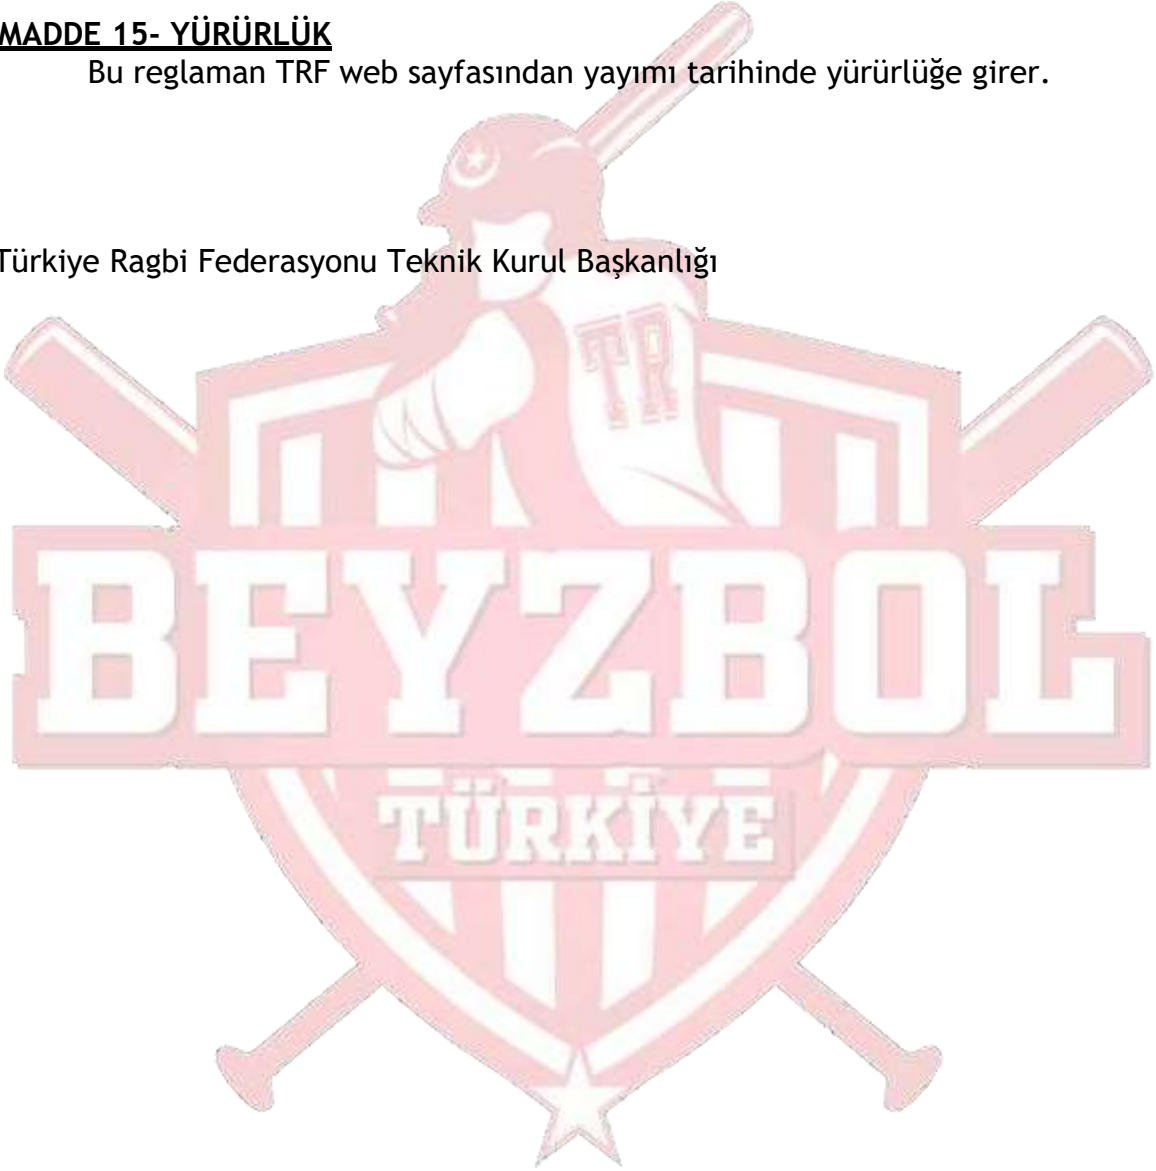 MADDE 15- YÜRÜRLÜK
Bu reglaman TRF web sayfasından yayımı tarihinde yürürlüğe girer.
Türkiye Ragbi Federasyonu Teknik Kurul Başkanlığı
TR
BEYZBOL
TÜRKİYE